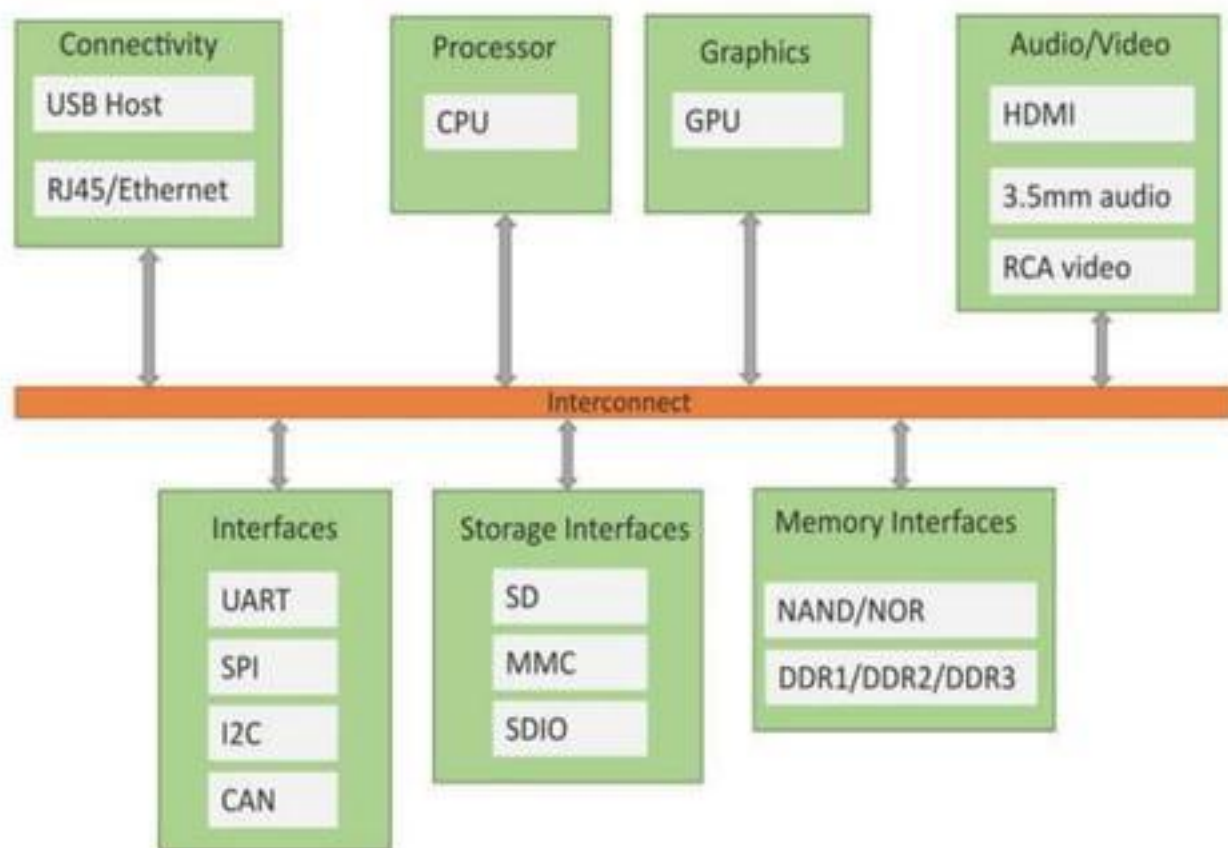 Connectivity
USB Host
RJ45/Ethernet
Processor
CPU
Graphics
GPU
Audio/Video
HDMI
3.5mm audio
RCA video
Interconnect
Interfaces
UART
SPI
I2C
CAN
Storage Interfaces
SD
MMC
SDIO
Memory Interfaces
NAND/NOR
DDR1/DDR2/DDR3